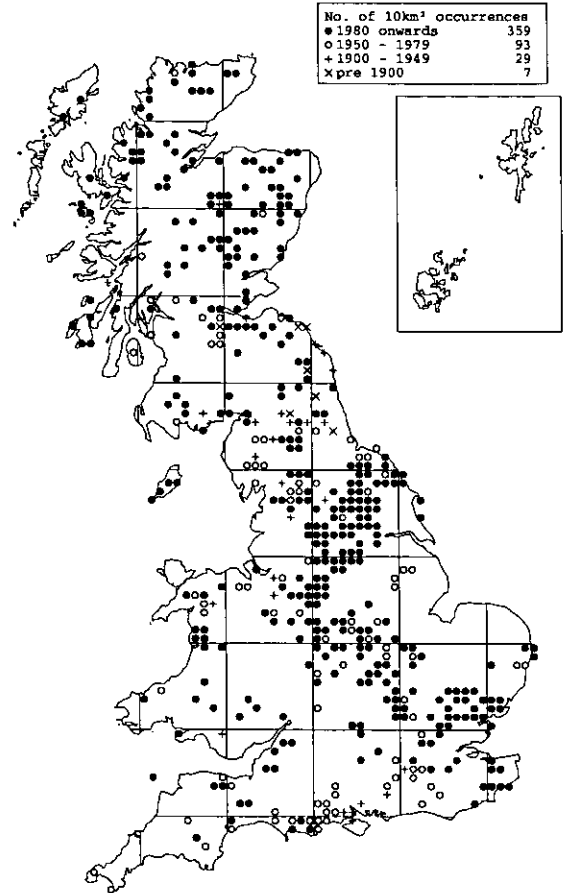 No. of 10km² occurrences
● 1980 onwards 359
○ 1950 - 1979 93
+ 1900 - 1949 29
× pre 1900 7